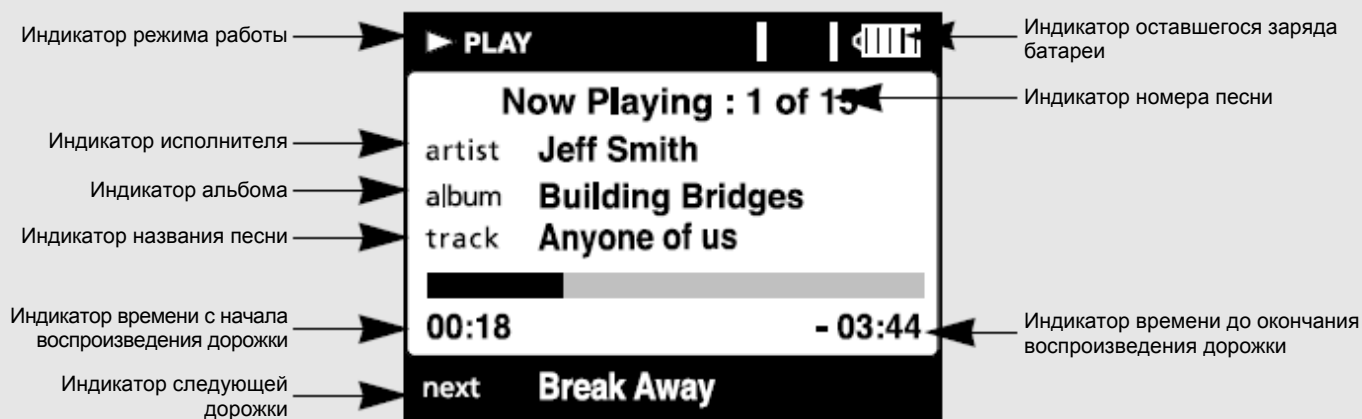 Индикатор режима работы
PLAY
Индикатор оставшегося заряда
батареи
Now Playing : 1 of 15
Индикатор номера песни
Индикатор исполнителя
artist Jeff Smith
Индикатор альбома
album Building Bridges
Индикатор названия песни
track Anyone of us
Индикатор времени с начала
воспроизведения дорожки
00:18 - 03:44
Индикатор времени до окончания
воспроизведения дорожки
Индикатор следующей
дорожки
next Break Away